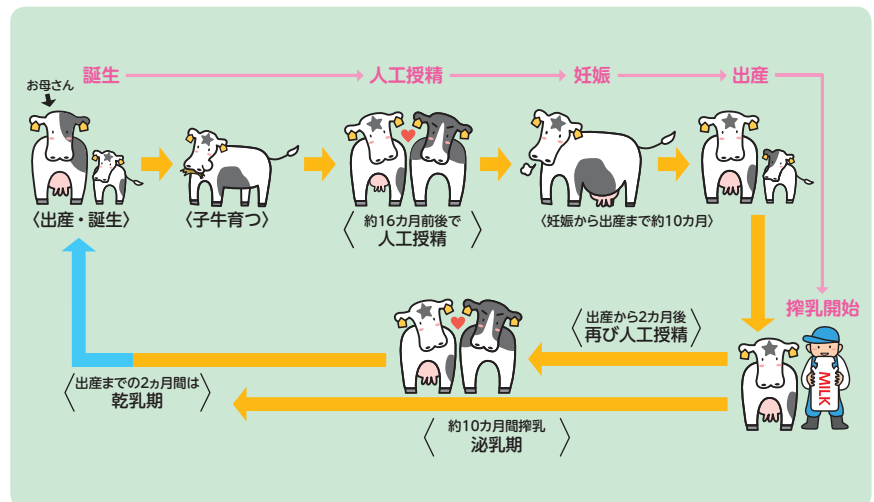 誕生
人工授精
妊娠
出産
お母さん
〈出産・誕生〉
〈子牛育つ〉
〈約16カ月前後で
人工授精〉
〈妊娠から出産まで約10カ月〉
搾乳開始
MILK
〈出産から2カ月後
再び人工授精〉
〈出産までの2ヵ月間は
乾乳期〉
〈約10カ月間搾乳
泌乳期〉